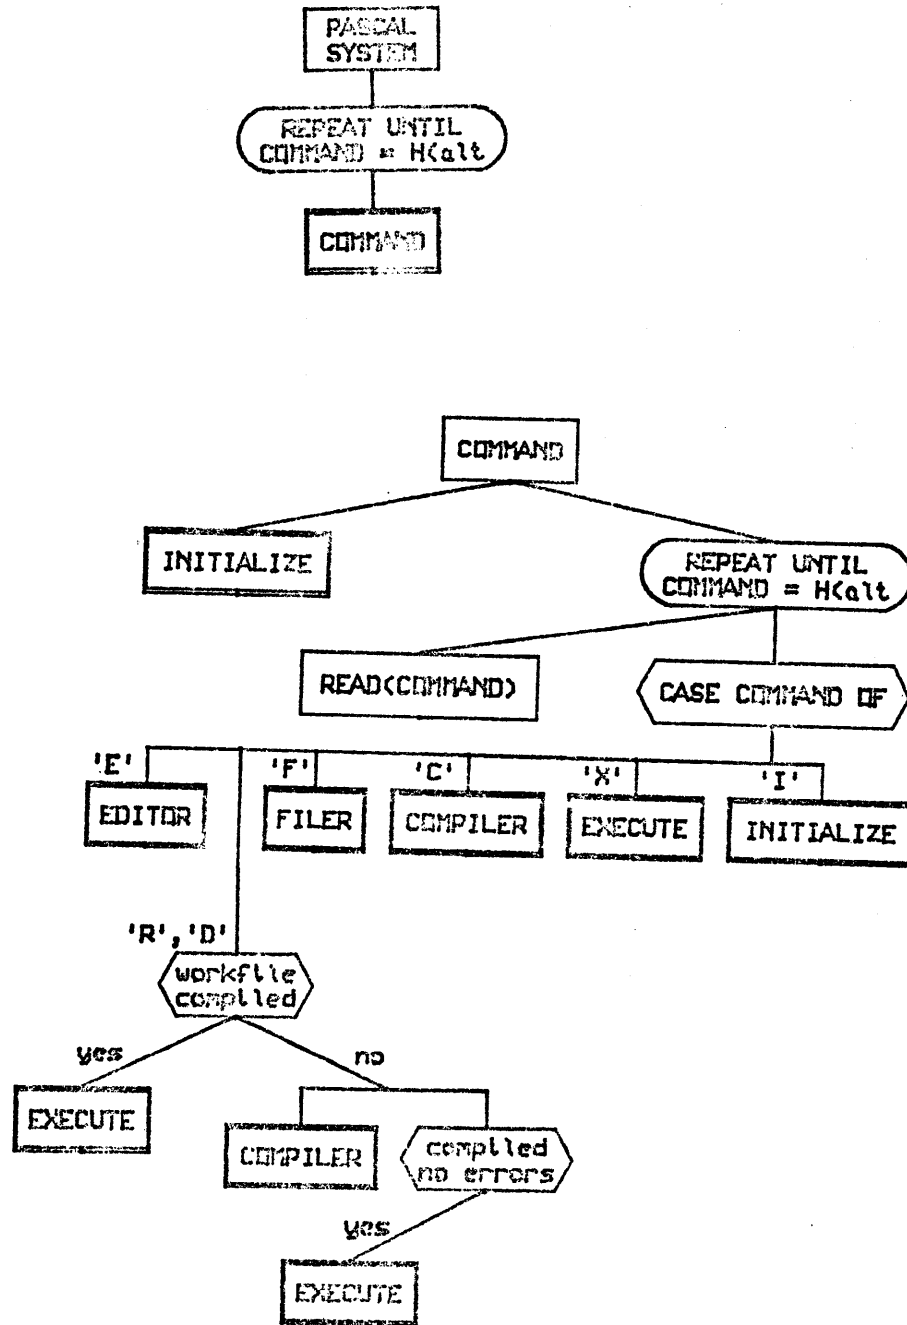 PASCAL
SYSTEM
REPEAT UNTIL
COMMAND = H(alt
COMMAND
COMMAND
INITIALIZE
REPEAT UNTIL
COMMAND = H(alt
READ(COMMAND)
CASE COMMAND OF
'E'
'F'
'C'
'X'
'I'
EDITOR
FILER
COMPILER
EXECUTE
INITIALIZE
'R','D'
workfile
compiled
yes
no
EXECUTE
COMPILER
compiled
no errors
yes
EXECUTE